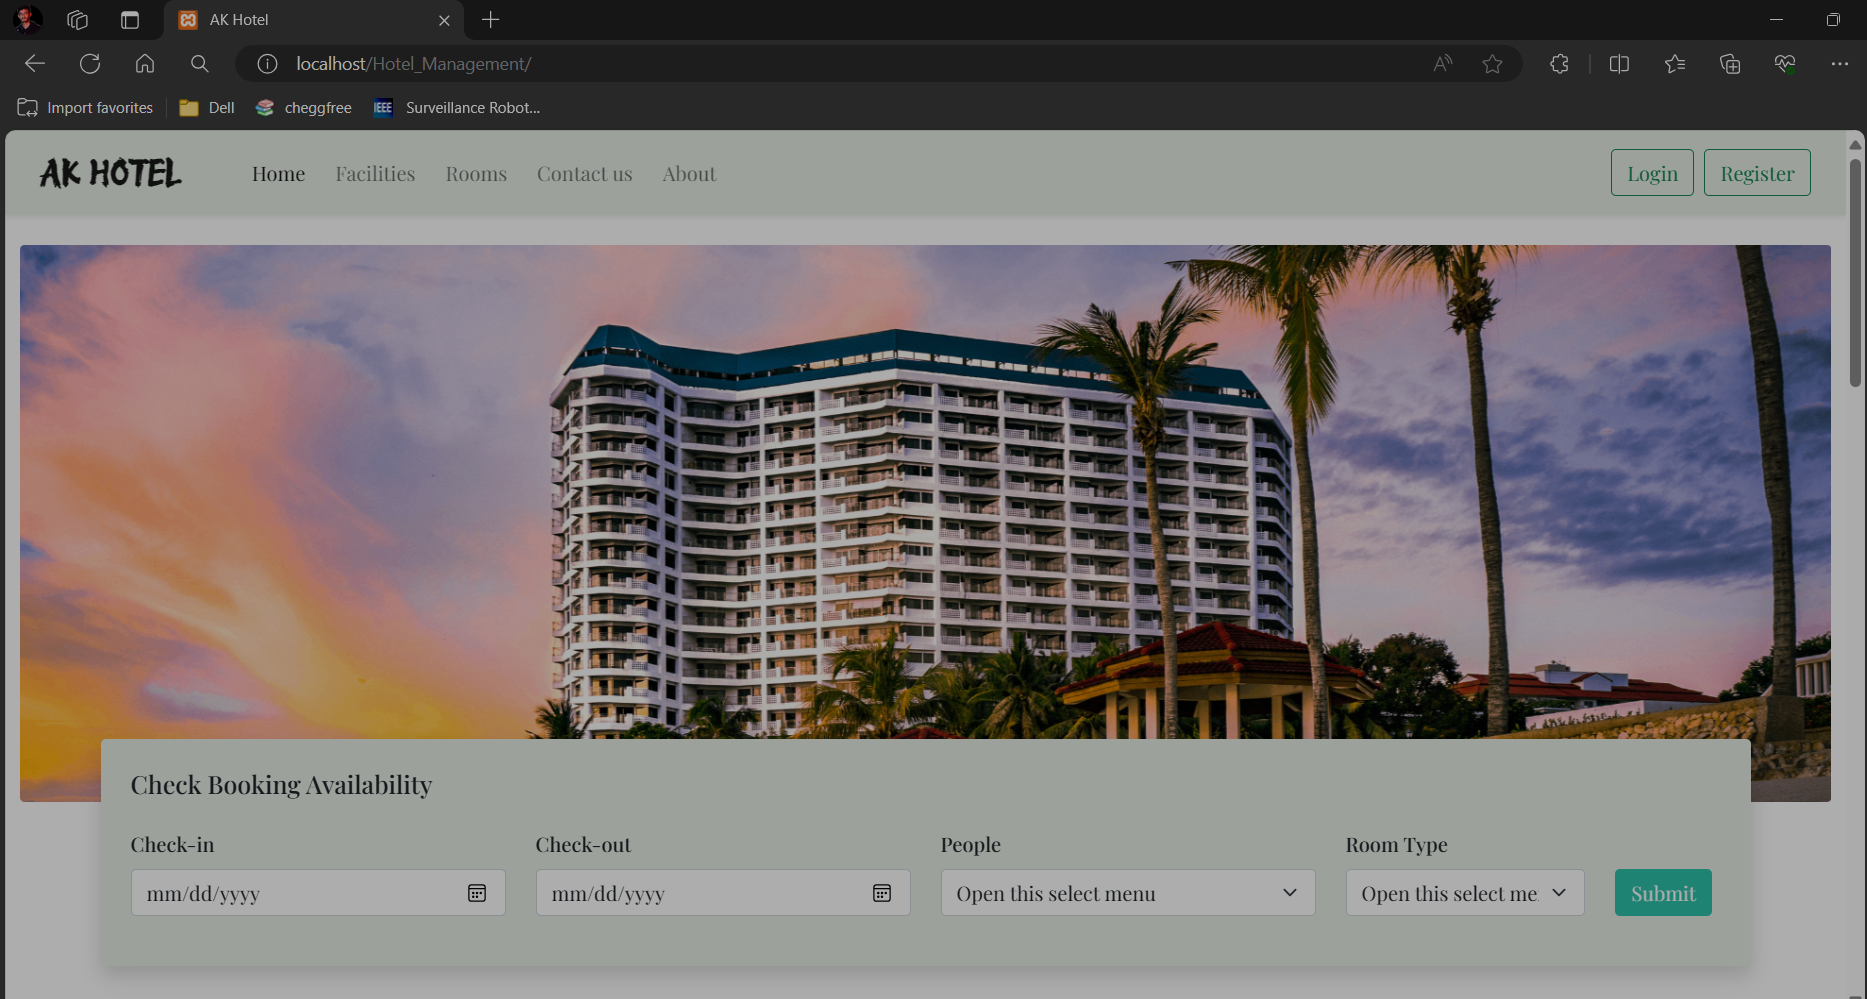 AK Hotel
localhost/Hotel_Management/
Import favorites
Dell
cheggfree
IEEE
Surveillance Robot...
AK HOTEL
Home
Facilities
Rooms
Contact us
About
Login
Register
Check Booking Availability
Check-in
Check-out
People
Room Type
mm/dd/yyyy
mm/dd/yyyy
Open this select menu
Open this select me
Submit